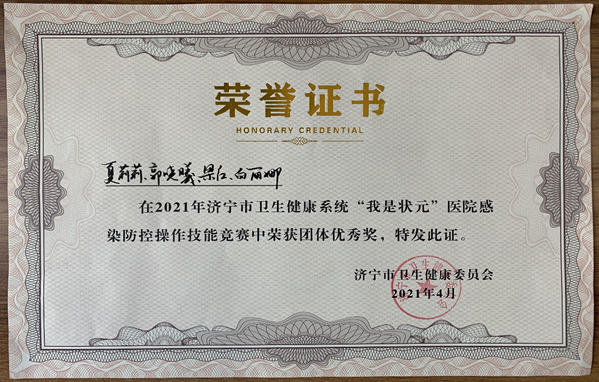 荣誉证书
HONORARY CREDENTIAL
夏莉莉、郭晓曦、梁仁、白丽娜
在2021年济宁市卫生健康系统“我是状元”医院感
染防控操作技能竞赛中荣获团体优秀奖，特发此证。
济宁市卫生健康委员会
2021年4月